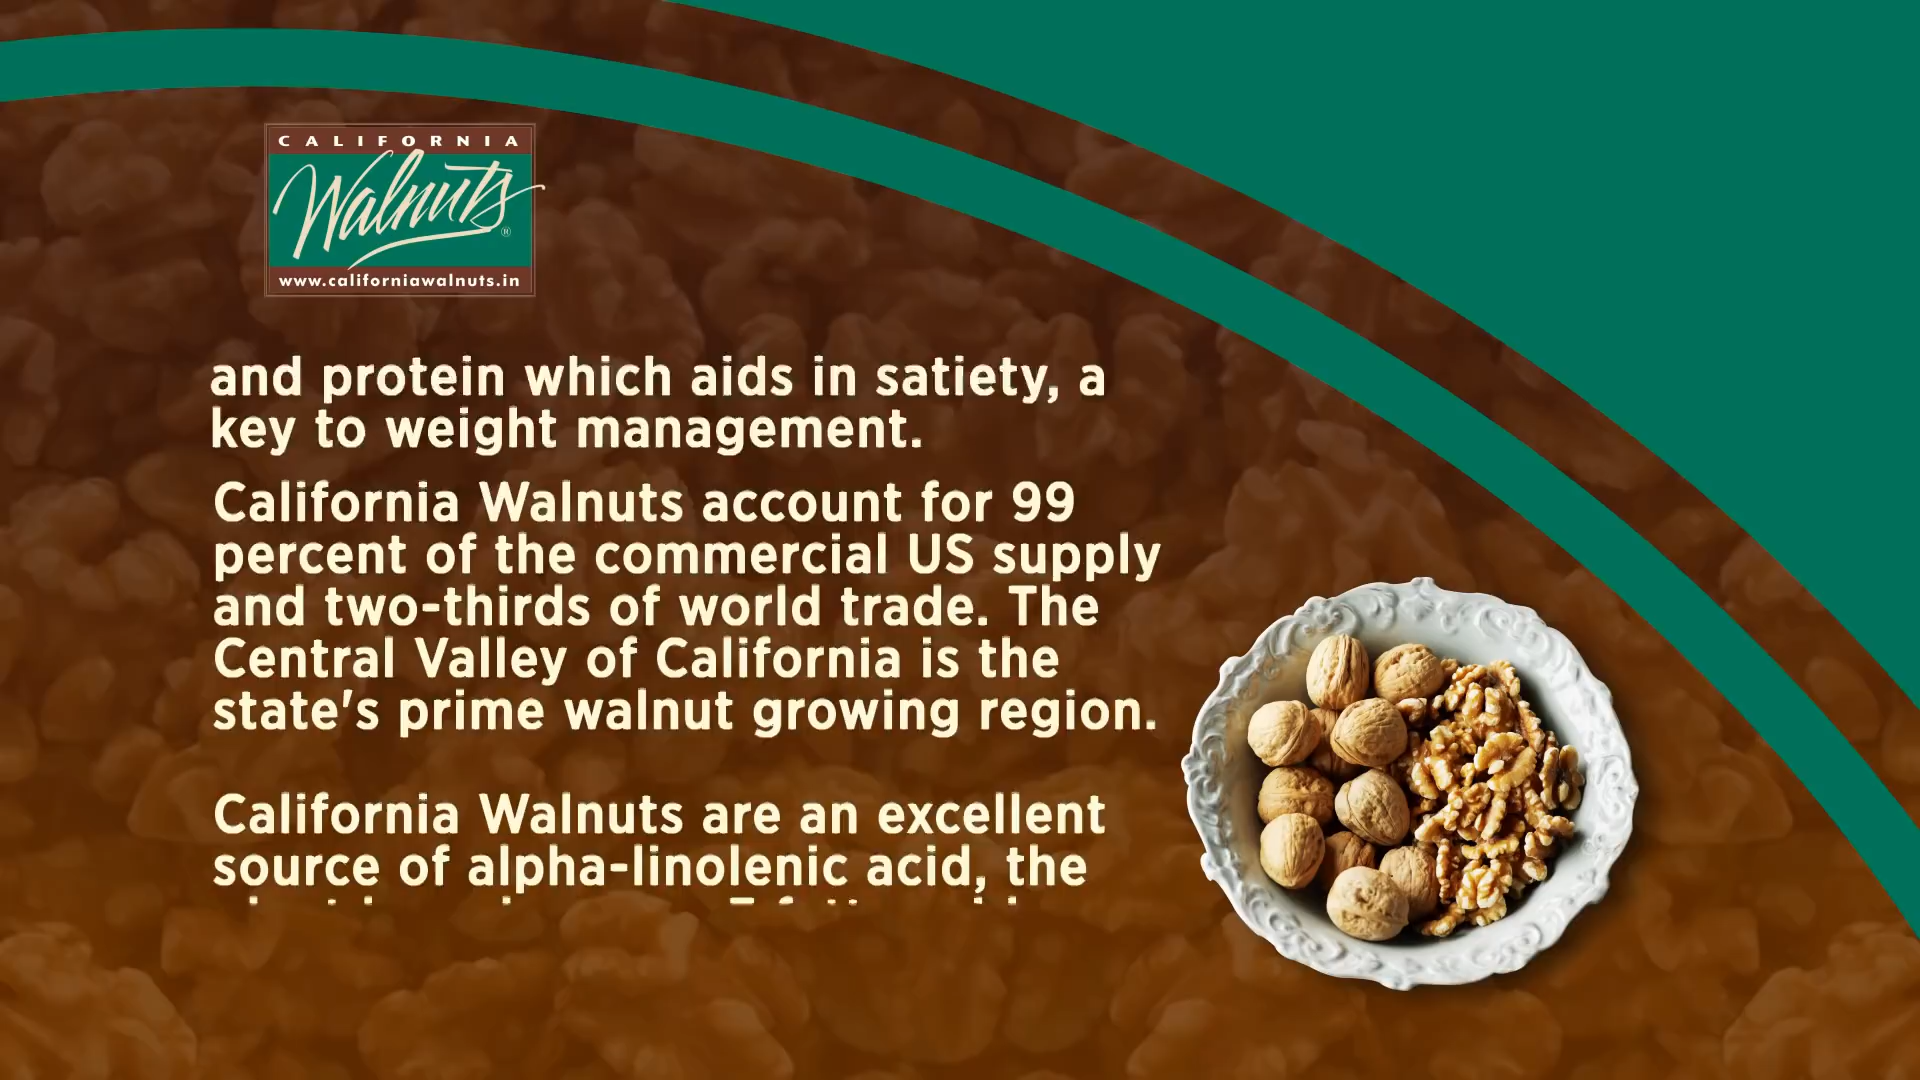 CALIFORNIA
Walnuts®
www.californiawalnuts.in
and protein which aids in satiety, a
key to weight management.
California Walnuts account for 99
percent of the commercial US supply
and two-thirds of world trade. The
Central Valley of California is the
state's prime walnut growing region.
California Walnuts are an excellent
source of alpha-linolenic acid, the